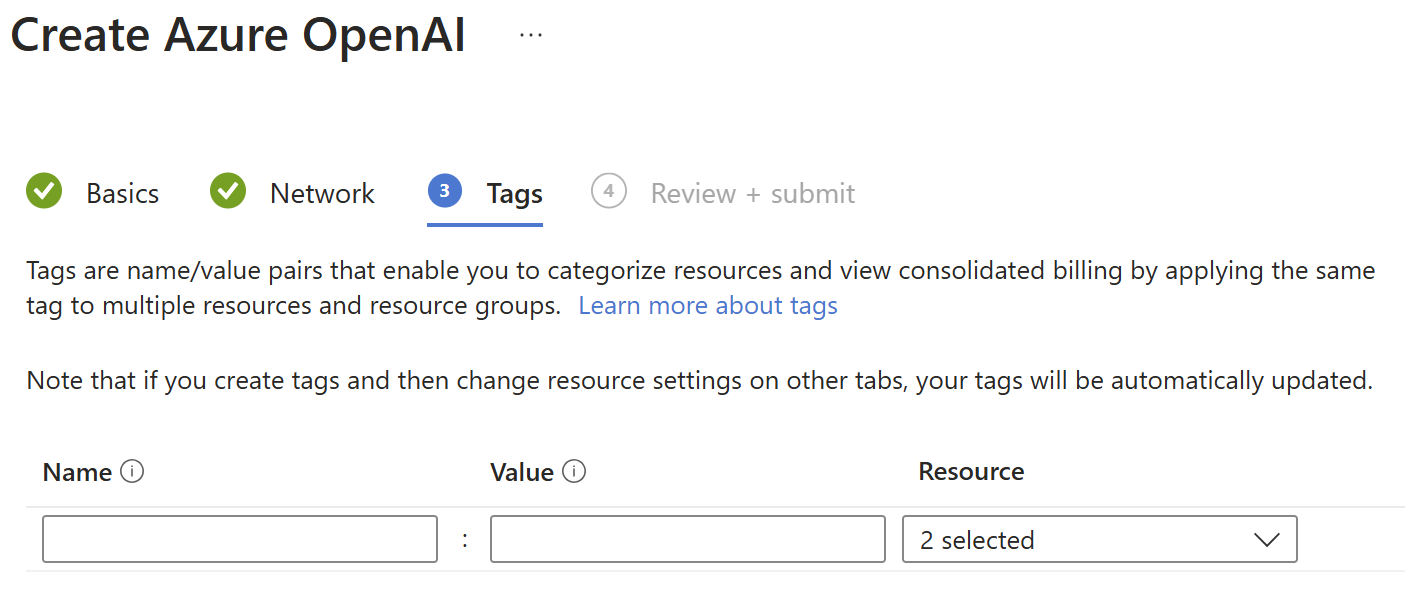 Create Azure OpenAI ...
Basics Network 3 Tags 4 Review + submit
Tags are name/value pairs that enable you to categorize resources and view consolidated billing by applying the same
tag to multiple resources and resource groups. Learn more about tags
Note that if you create tags and then change resource settings on other tabs, your tags will be automatically updated.
Name Value Resource
: 2 selected